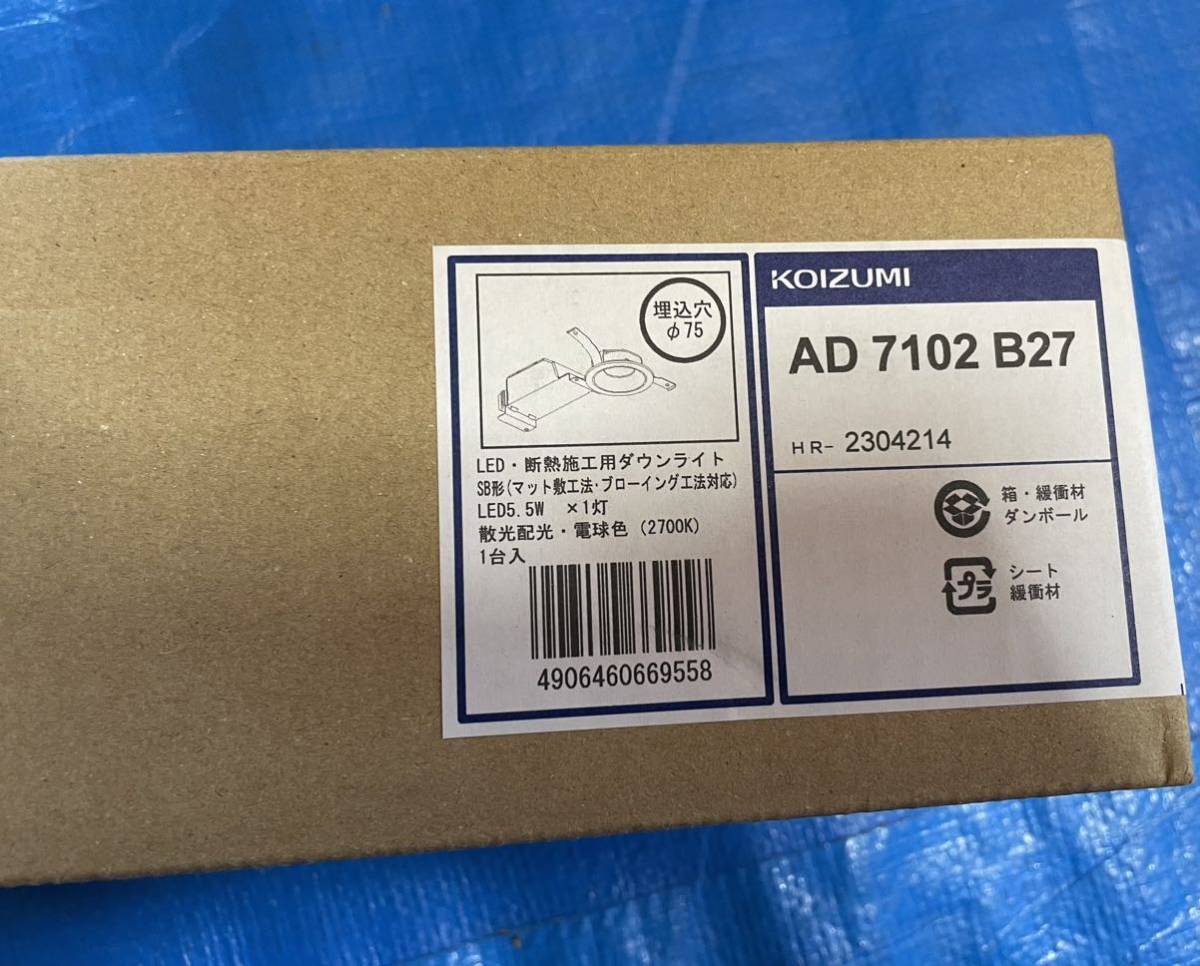 埋込穴
φ75
LED・断熱施工用ダウンライト
SB形(マット敷工法・ブローイング工法対応)
LED5.5W ×1灯
散光配光・電球色 (2700K)
1台入
4906460669558
KOIZUMI
AD 7102 B27
HR- 2304214
箱・緩衝材
ダンボール
プラ
シート
緩衝材